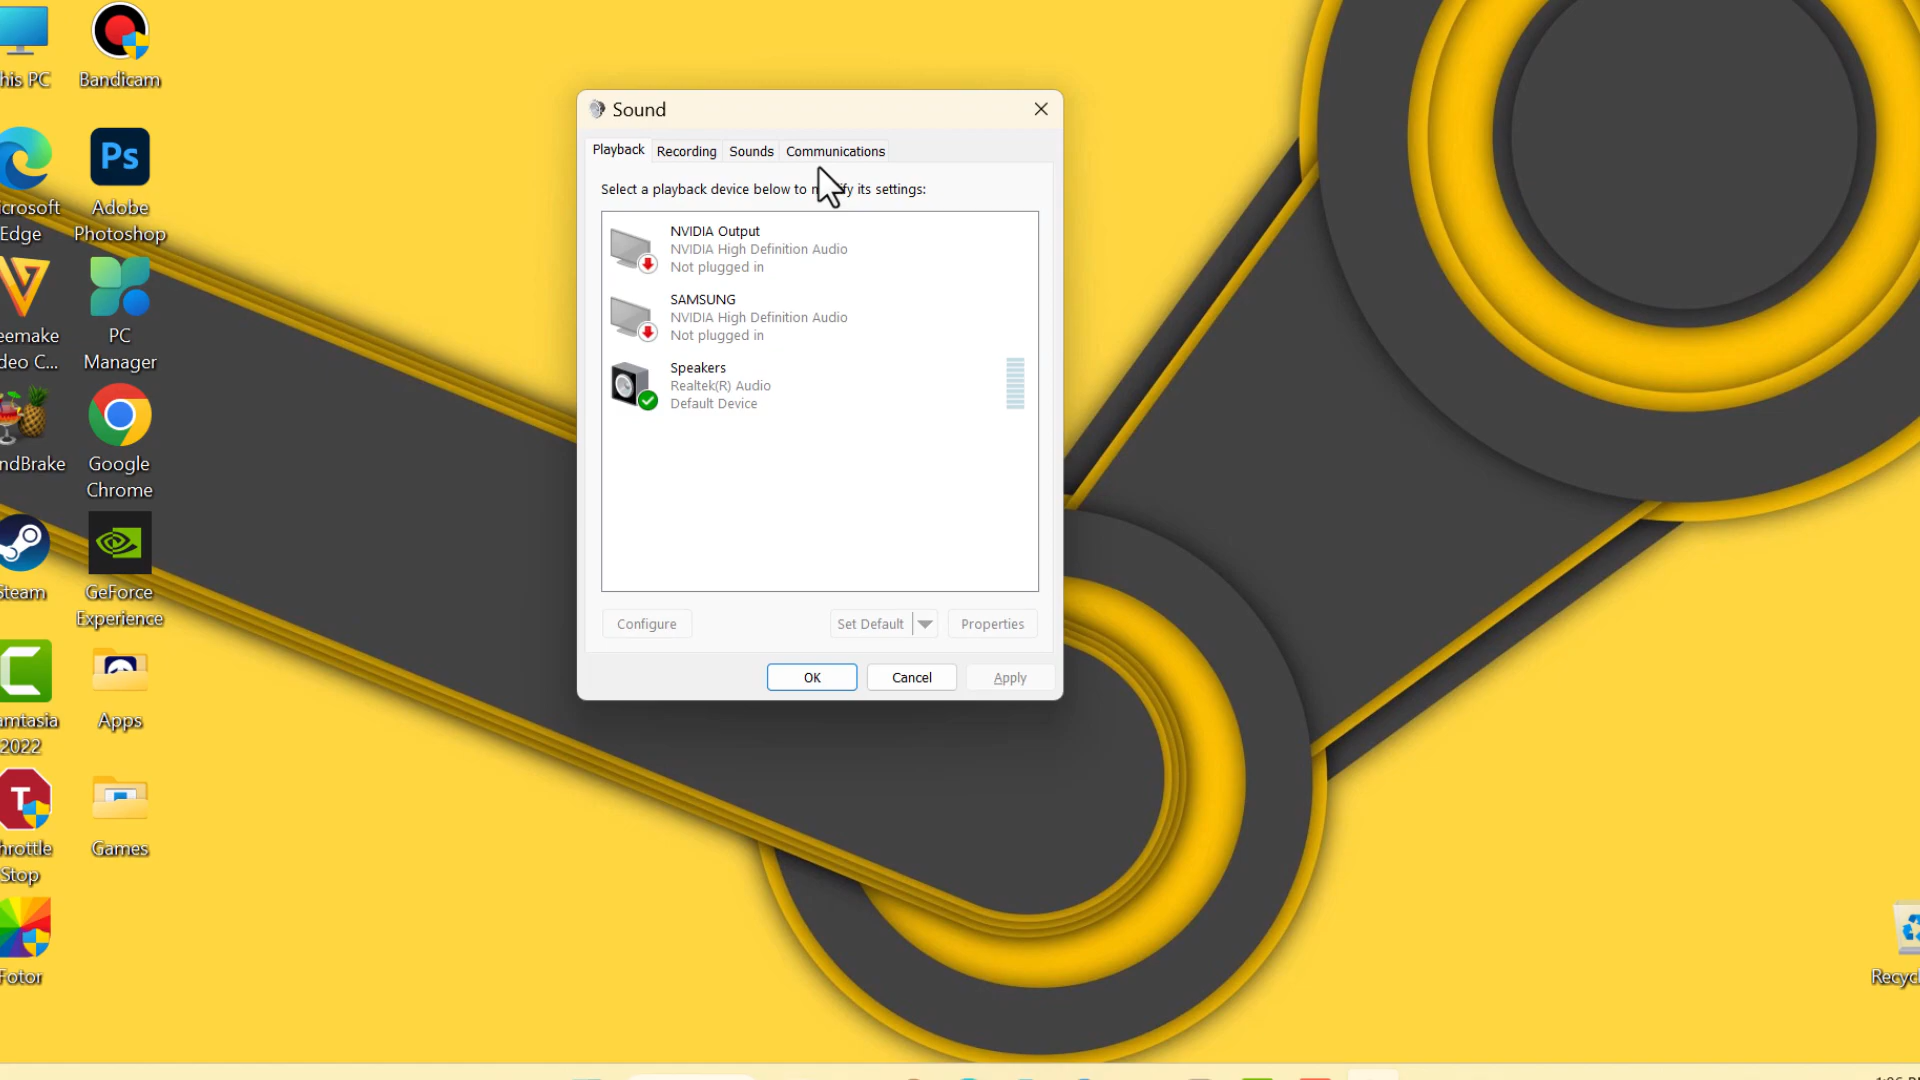 his PC
Bandicam
icrosoft
Edge
Ps
Adobe
Photoshop
eemake
deo C...
PC
Manager
ndBrake
Google
Chrome
Steam
GeForce
Experience
amtasia
2022
Apps
T
hrottle
Stop
Games
Fotor
Sound
Playback
Recording
Sounds
Communications
Select a playback device below to m fy its settings:
NVIDIA Output
NVIDIA High Definition Audio
Not plugged in
SAMSUNG
NVIDIA High Definition Audio
Not plugged in
Speakers
Realtek(R) Audio
Default Device
Configure
Set Default
Properties
OK
Cancel
Apply
Recyc